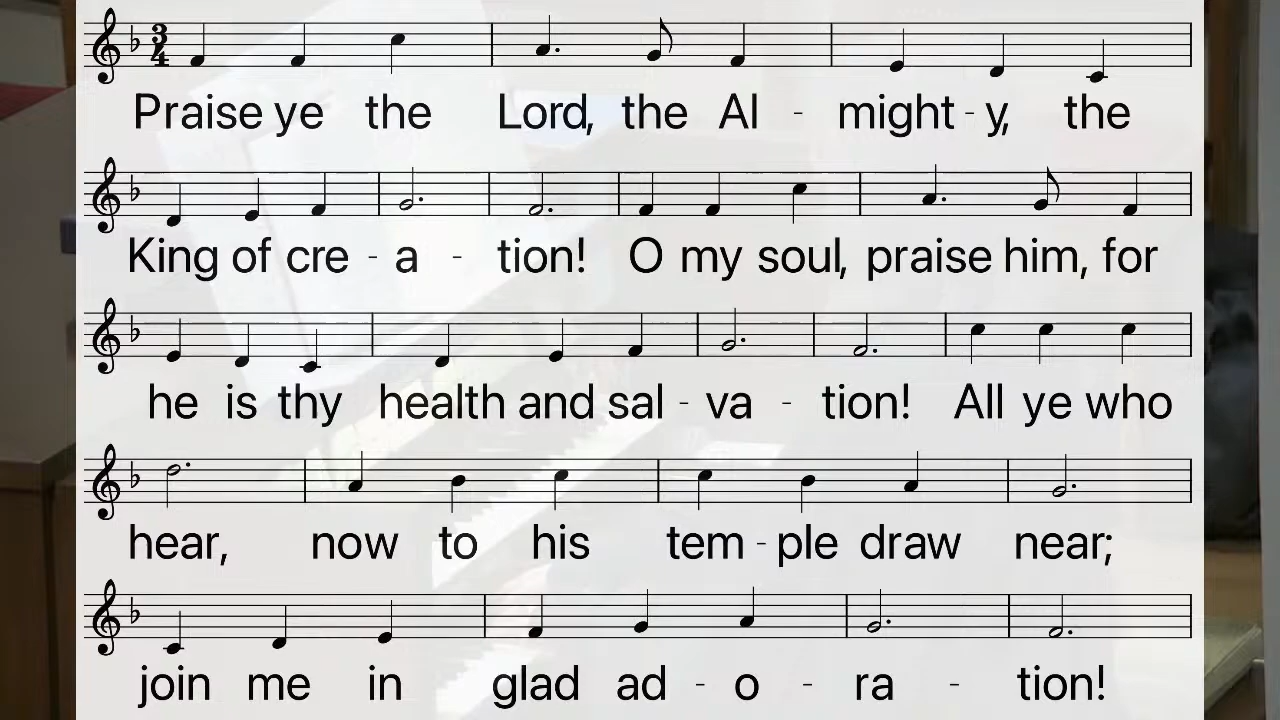 Praise ye the Lord, the Al - might - y, the
King of cre - a - tion! O my soul, praise him, for
he is thy health and sal - va - tion! All ye who
hear, now to his tem - ple draw near;
join me in glad ad - o - ra - tion!